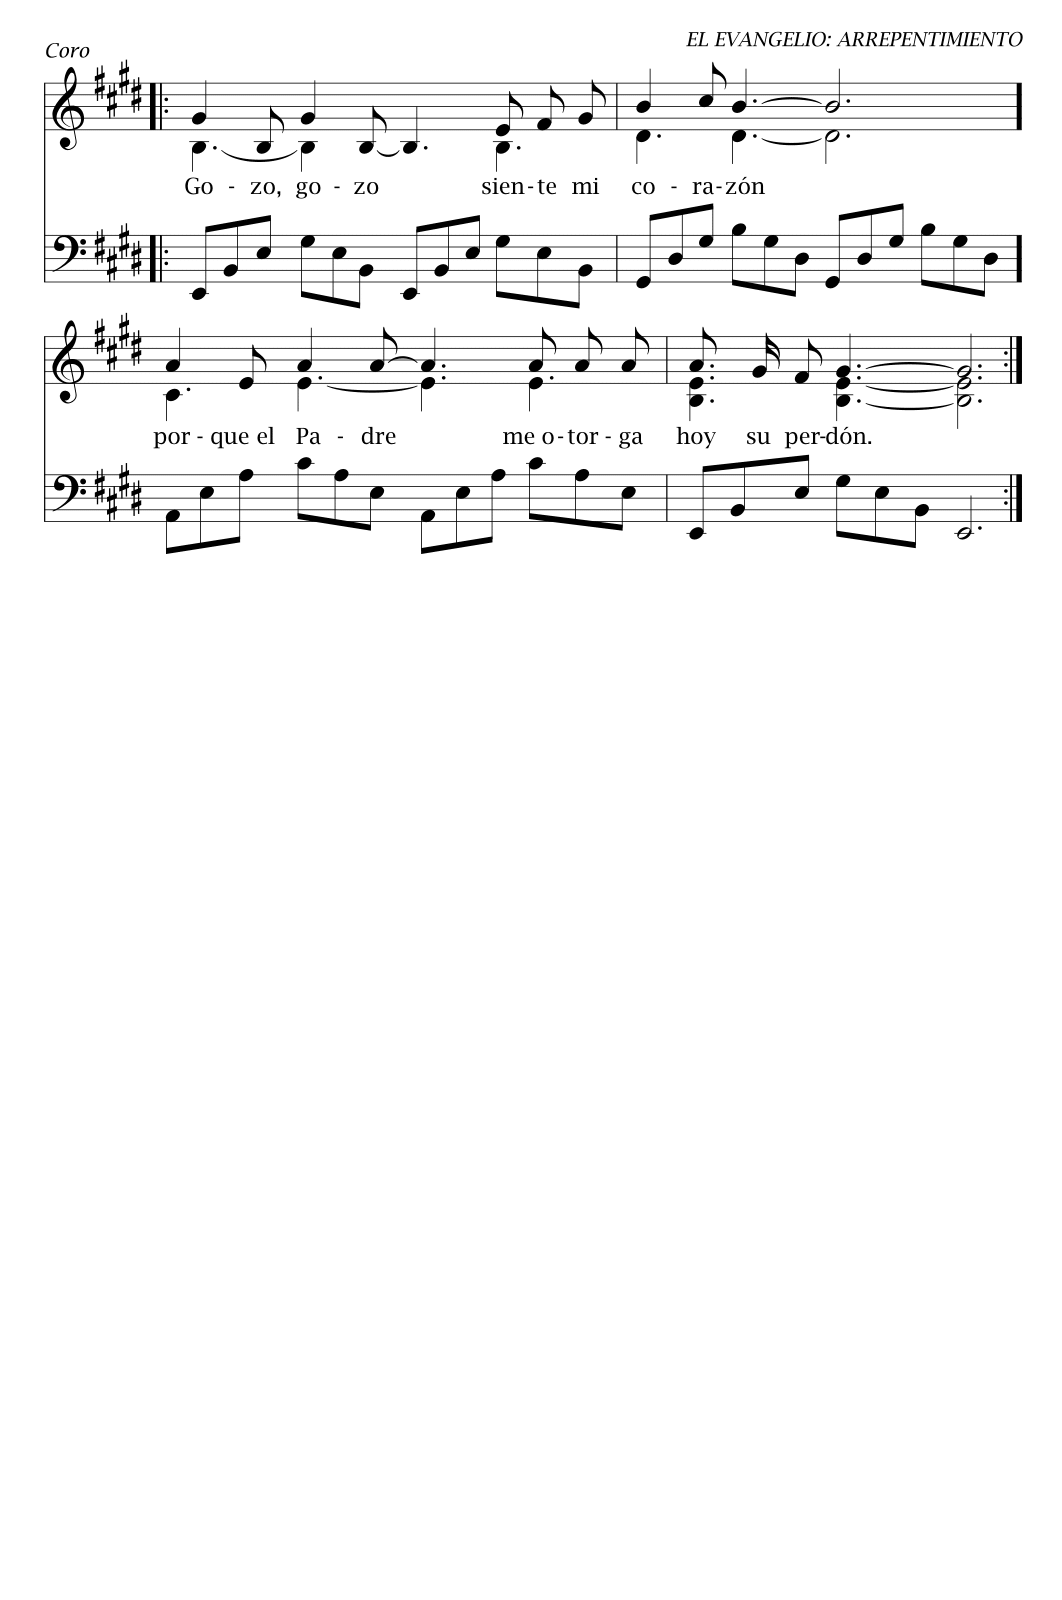 EL EVANGELIO: ARREPENTIMIENTO
Coro
Go - zo, go - zo sien - te mi co - ra - zón
por - que el Pa - dre me o - tor - ga hoy su per - dón.